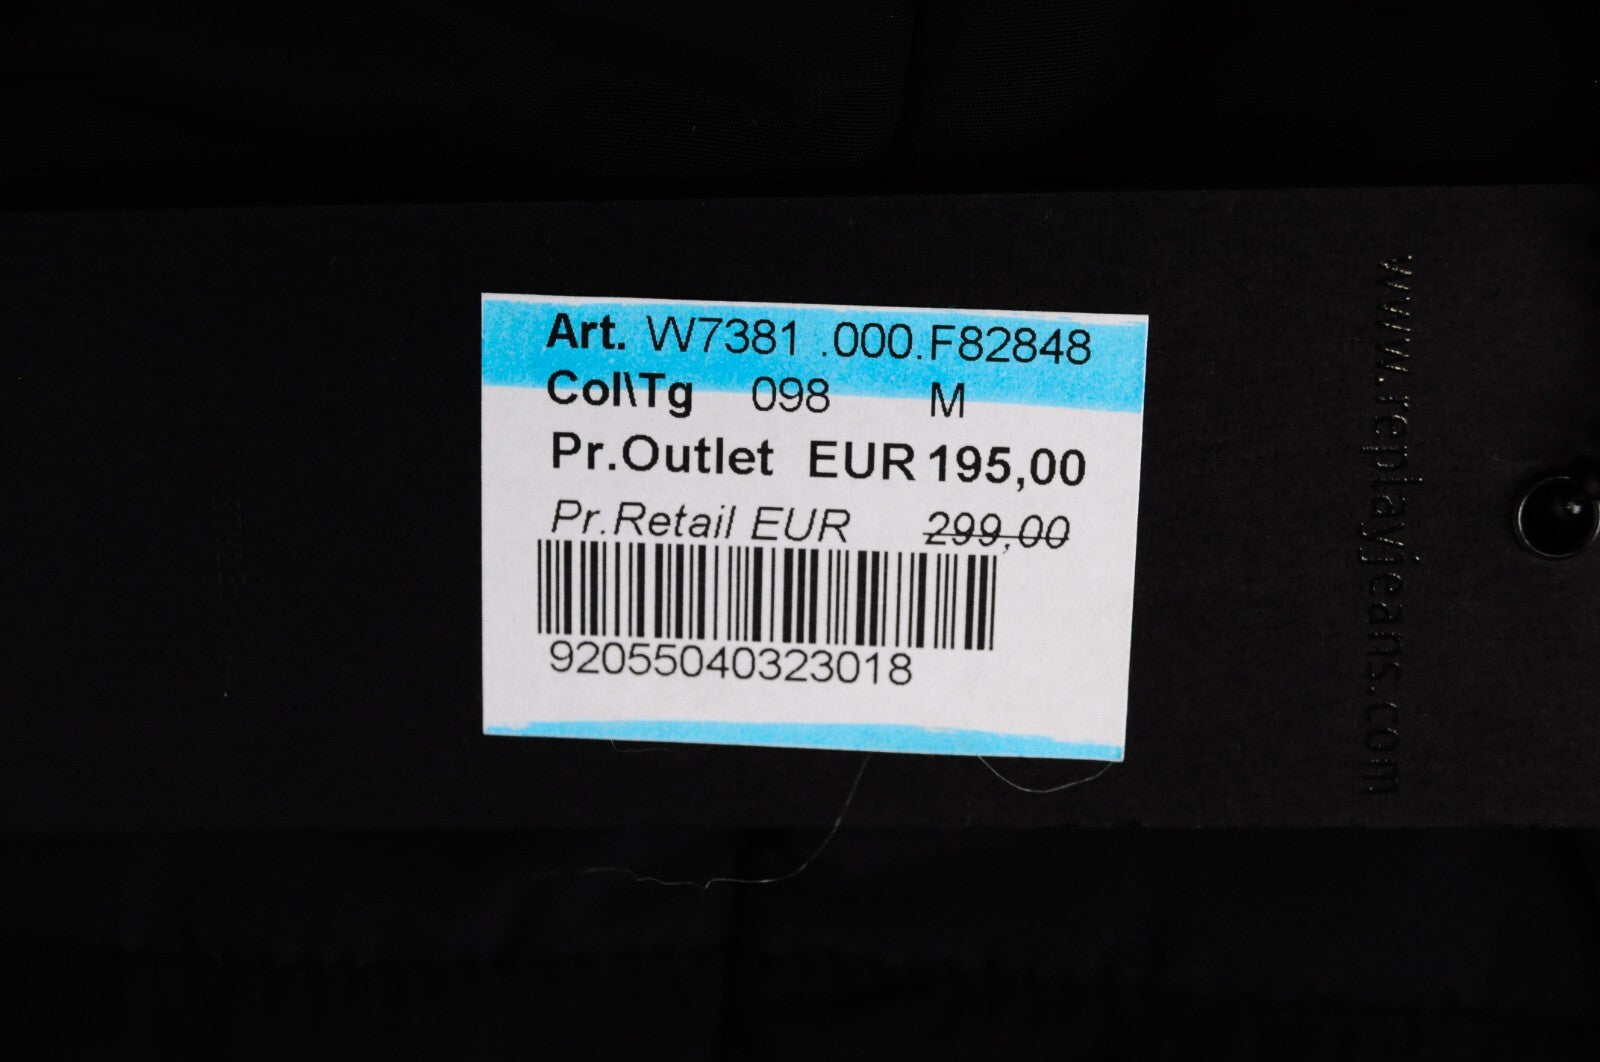 Art. W7381 .000.F82848
Col\Tg 098 M
Pr.Outlet EUR 195,00
Pr.Retail EUR 299,00
92055040323018
www.replayjeans.com